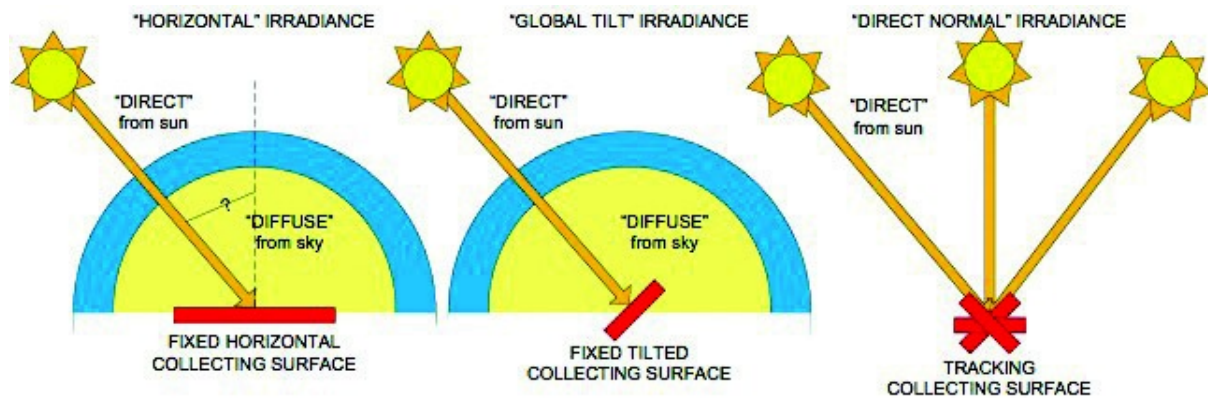 "HORIZONTAL" IRRADIANCE
"DIRECT"
from sun
?
"DIFFUSE"
from sky
FIXED HORIZONTAL
COLLECTING SURFACE
"GLOBAL TILT" IRRADIANCE
"DIRECT"
from sun
"DIFFUSE"
from sky
FIXED TILTED
COLLECTING SURFACE
"DIRECT NORMAL" IRRADIANCE
"DIRECT"
from sun
TRACKING
COLLECTING SURFACE